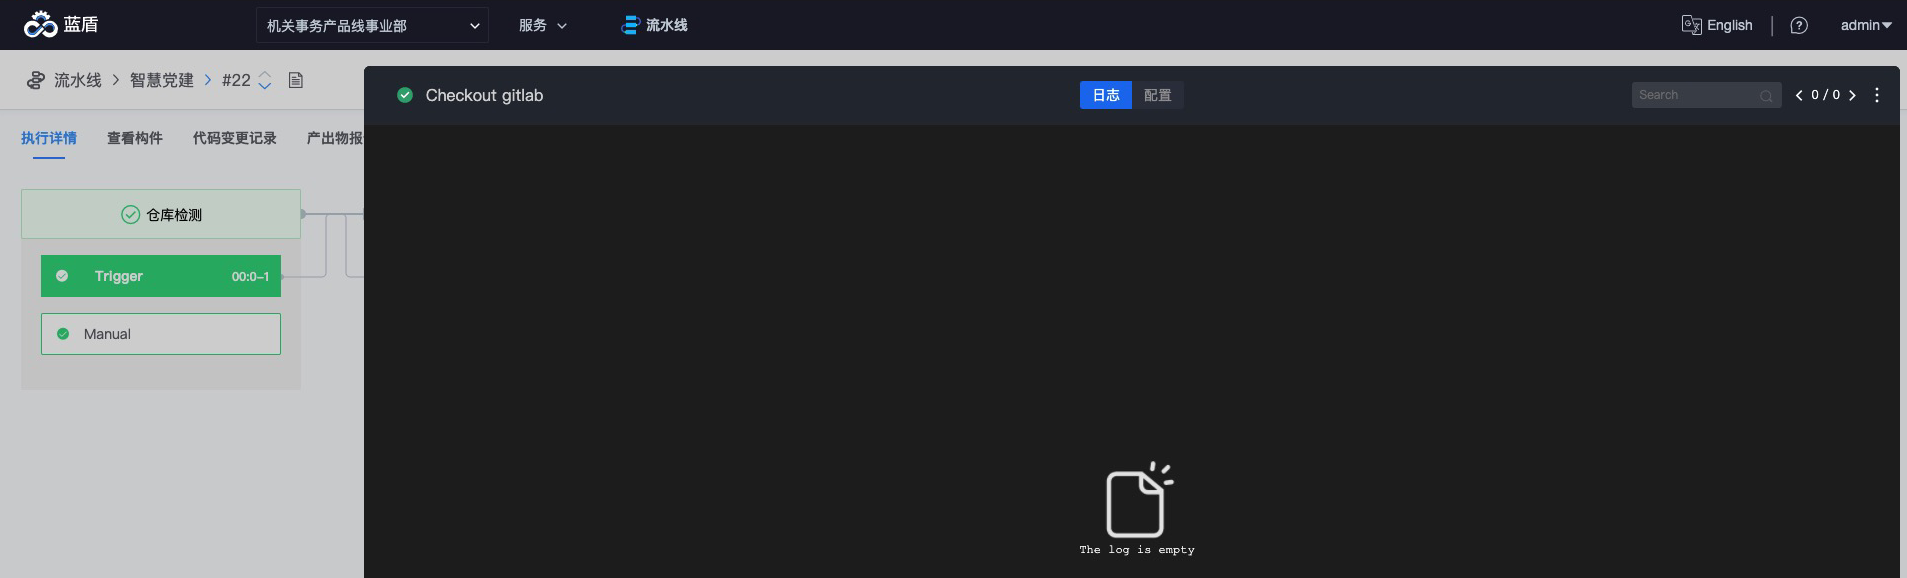 蓝盾
机关事务产品线事业部
服务
流水线
English
admin
流水线 > 智慧党建 > #22
Checkout gitlab
日志
配置
Search
0 / 0
执行详情
查看构件
代码变更记录
产出物报
仓库检测
Trigger
00:0-1
Manual
The log is empty